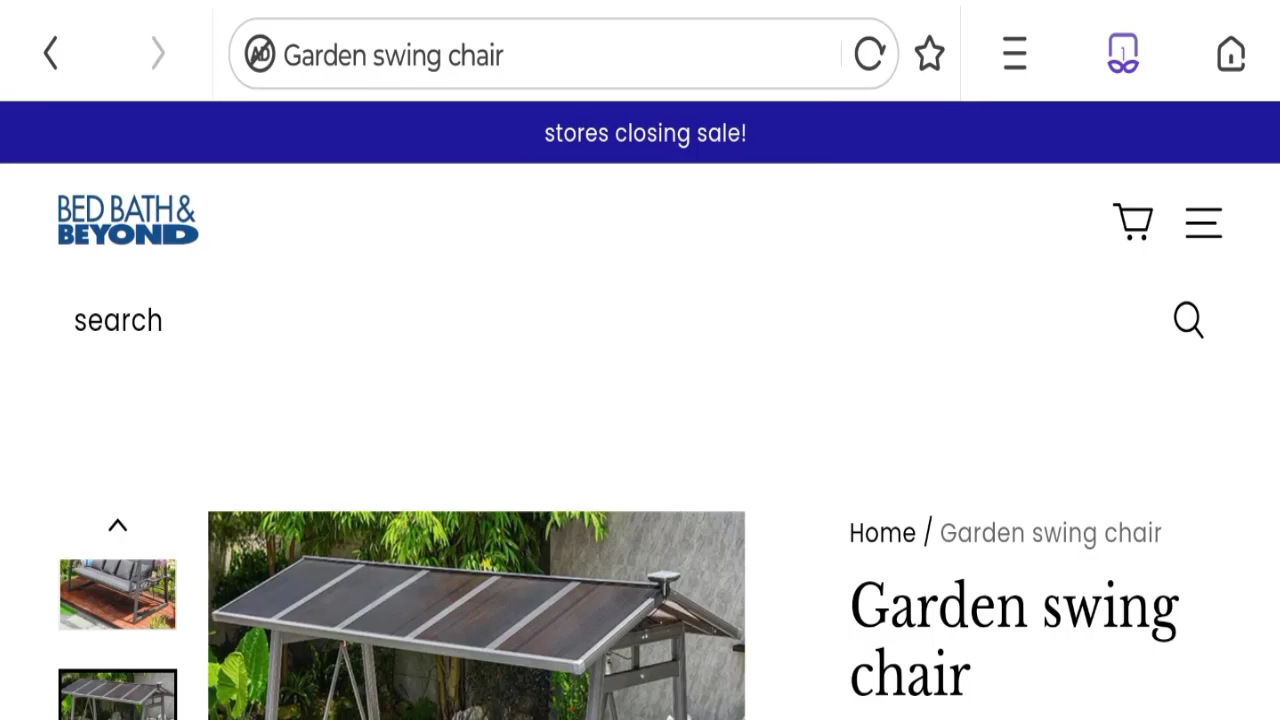 Garden swing chair
stores closing sale!
BED BATH &
BEYOND
search
Home / Garden swing chair
Garden swing
chair